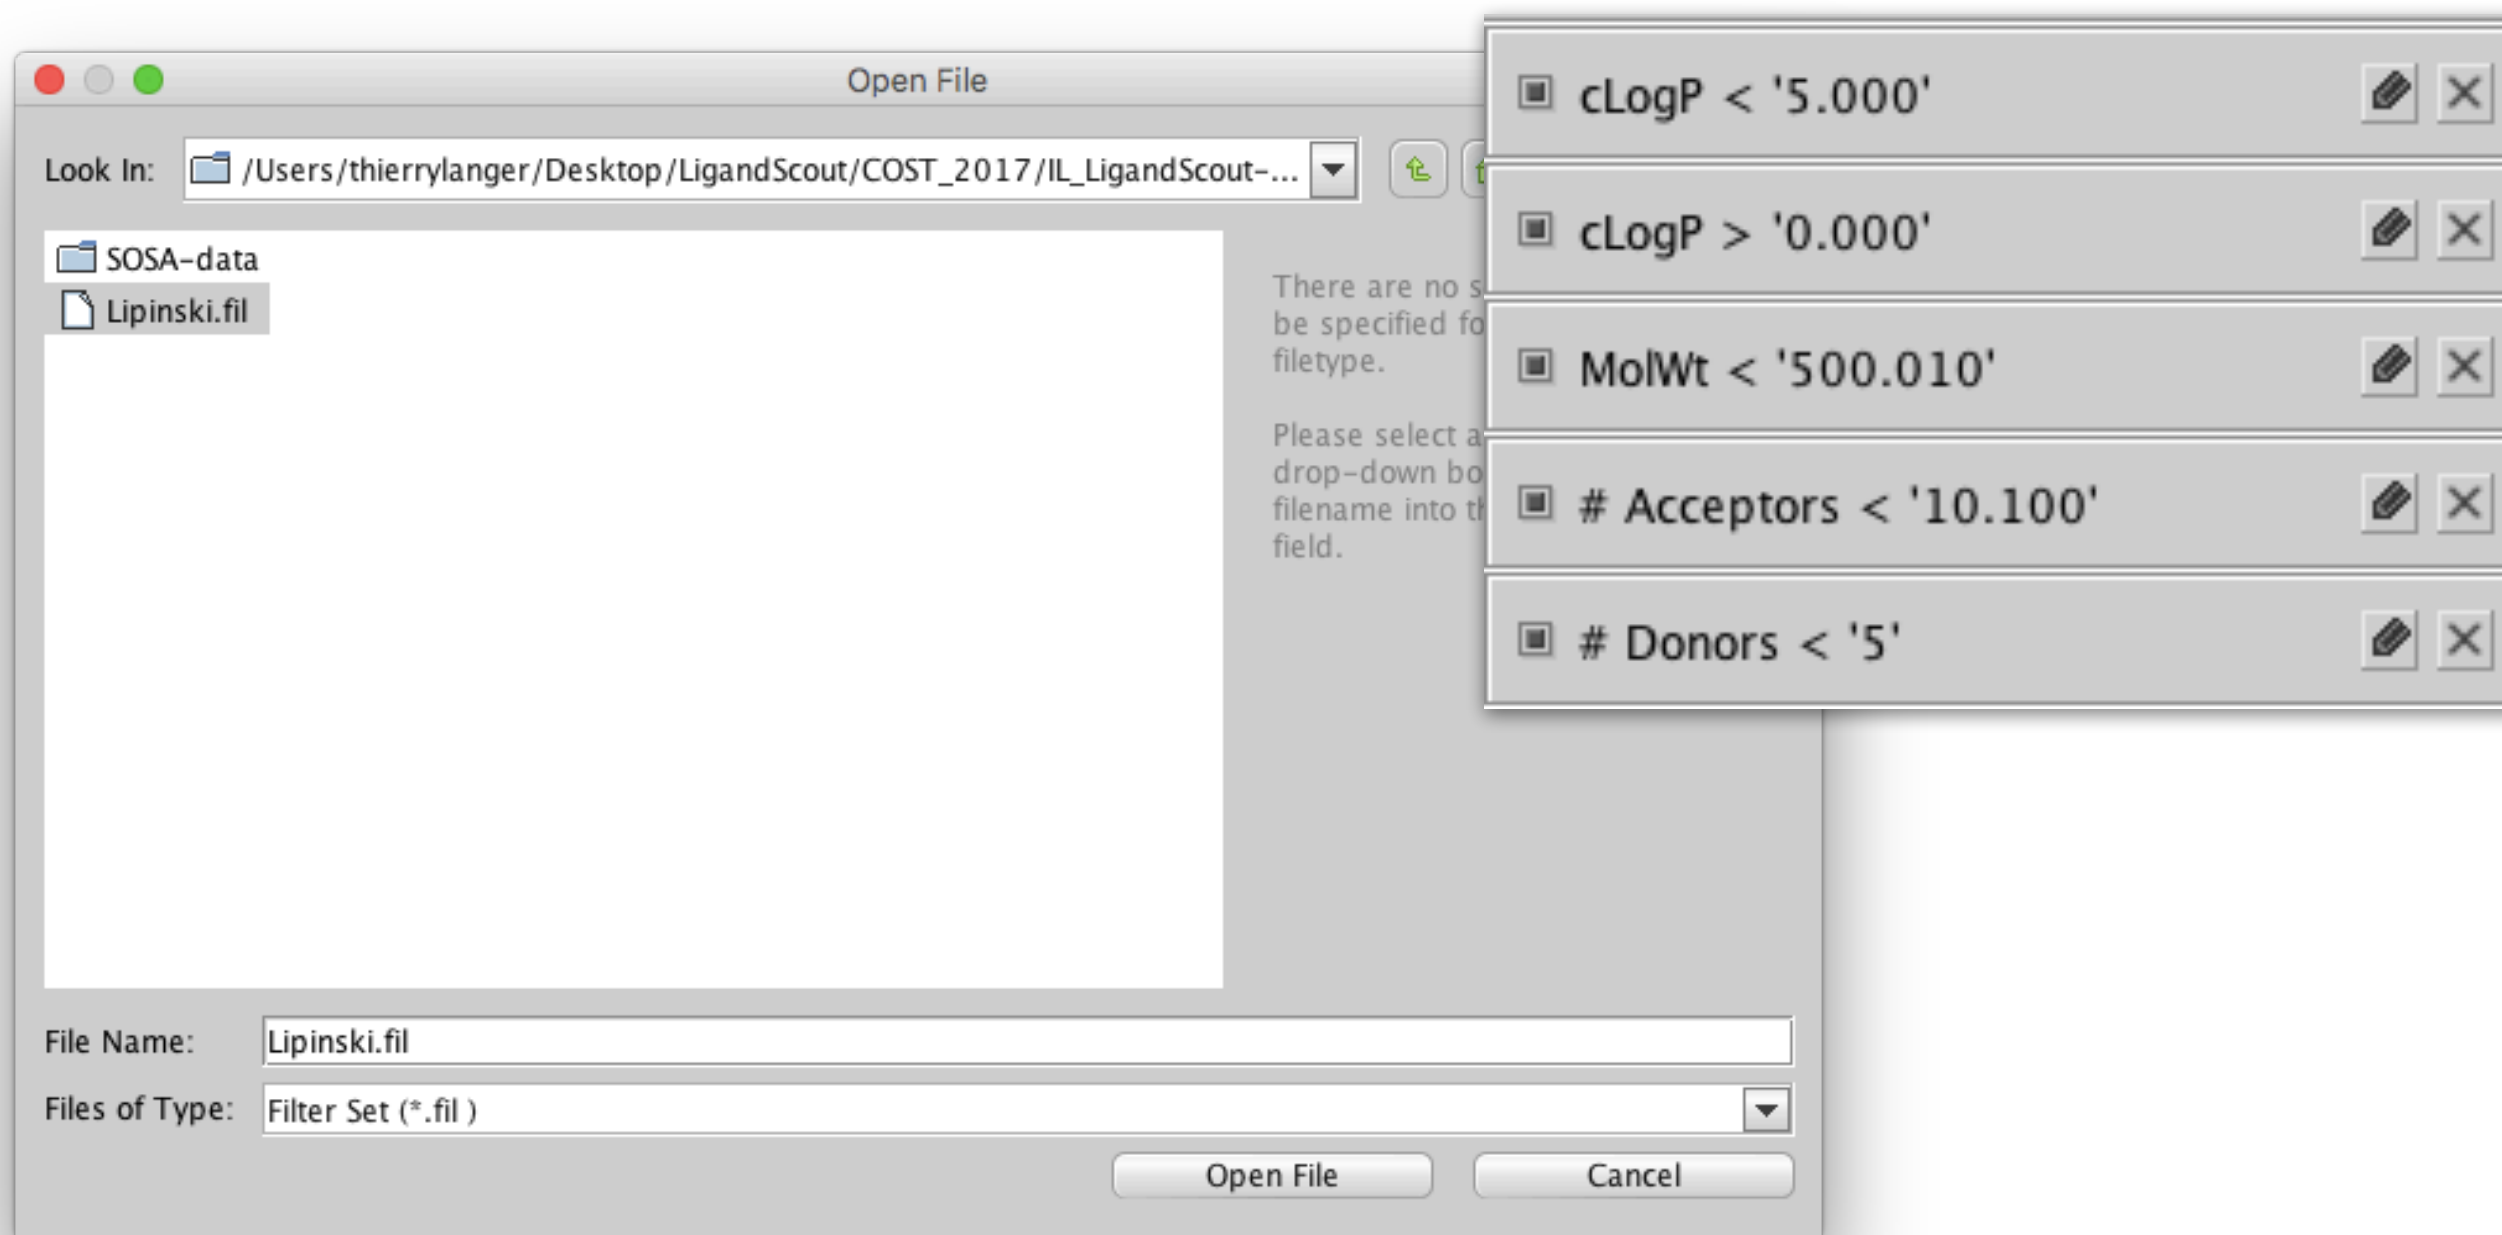 Open File
Look In: /Users/thierrylanger/Desktop/LigandScout/COST_2017/IL_LigandScout-...
SOSA-data
Lipinski.fil
There are no
be specified
filetype.
Please select
drop-down
filename into
field.
File Name: Lipinski.fil
Files of Type: Filter Set (*.fil )
Open File Cancel
cLogP < '5.000'
cLogP > '0.000'
MolWt < '500.010'
# Acceptors < '10.100'
# Donors < '5'